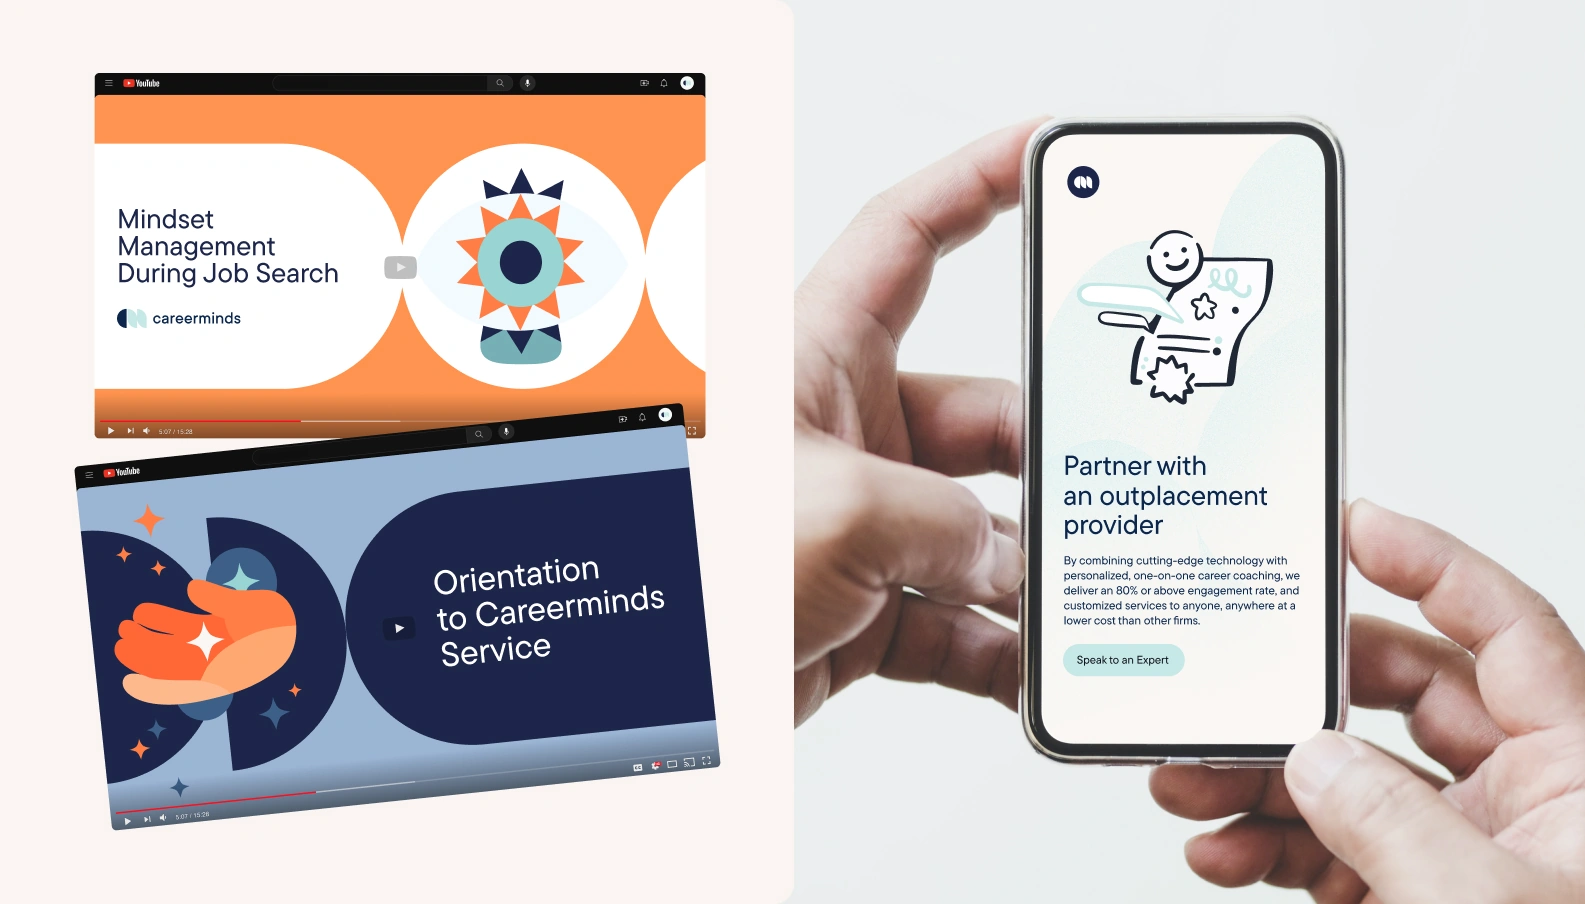 YouTube
Mindset
Management
During Job Search
careerminds
5:07 / 15:28
YouTube
Orientation
to Careerminds
Service
CC
5:07 / 15:28
Partner with
an outplacement
provider
By combining cutting-edge technology with
personalized, one-on-one career coaching, we
deliver an 80% or above engagement rate, and
customized services to anyone, anywhere at a
lower cost than other firms.
Speak to an Expert